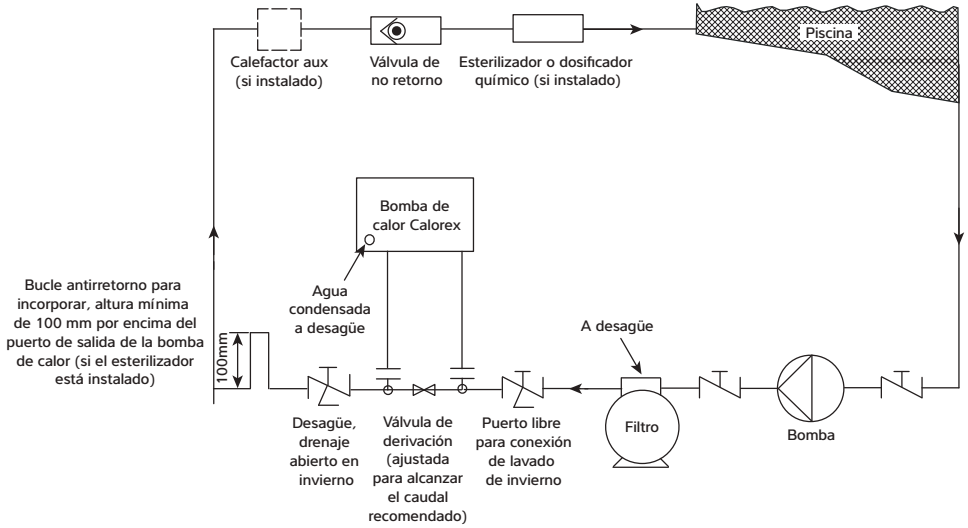 Calefactor aux
(si instalado)
Válvula de
no retorno
Esterilizador o dosificador
químico (si instalado)
Piscina
Bomba de
calor Calorex
Agua
condensada
a desagüe
Bucle antirretorno para
incorporar, altura mínima
de 100 mm por encima del
puerto de salida de la bomba
de calor (si el esterilizador
está instalado)
100mm
A desagüe
Filtro
Bomba
Desagüe,
drenaje
abierto en
invierno
Válvula de
derivación
(ajustada
para alcanzar
el caudal
recomendado)
Puerto libre
para conexión
de lavado
de invierno